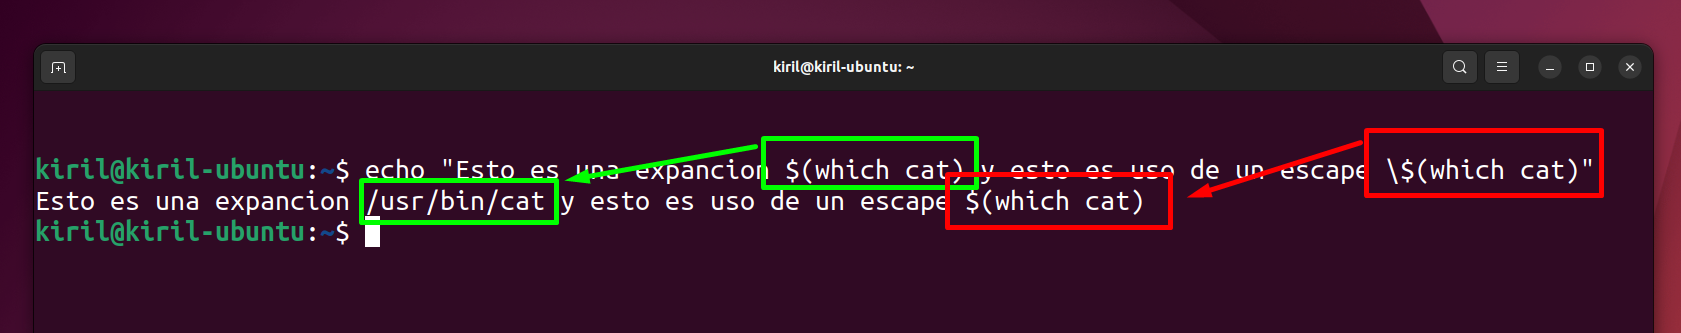 kiril@kiril-ubuntu: ~
kiril@kiril-ubuntu:~$ echo "Esto es una expancion $(which cat) y esto es uso de un escape \$(which cat)"
Esto es una expancion /usr/bin/cat y esto es uso de un escape $(which cat)
kiril@kiril-ubuntu:~$